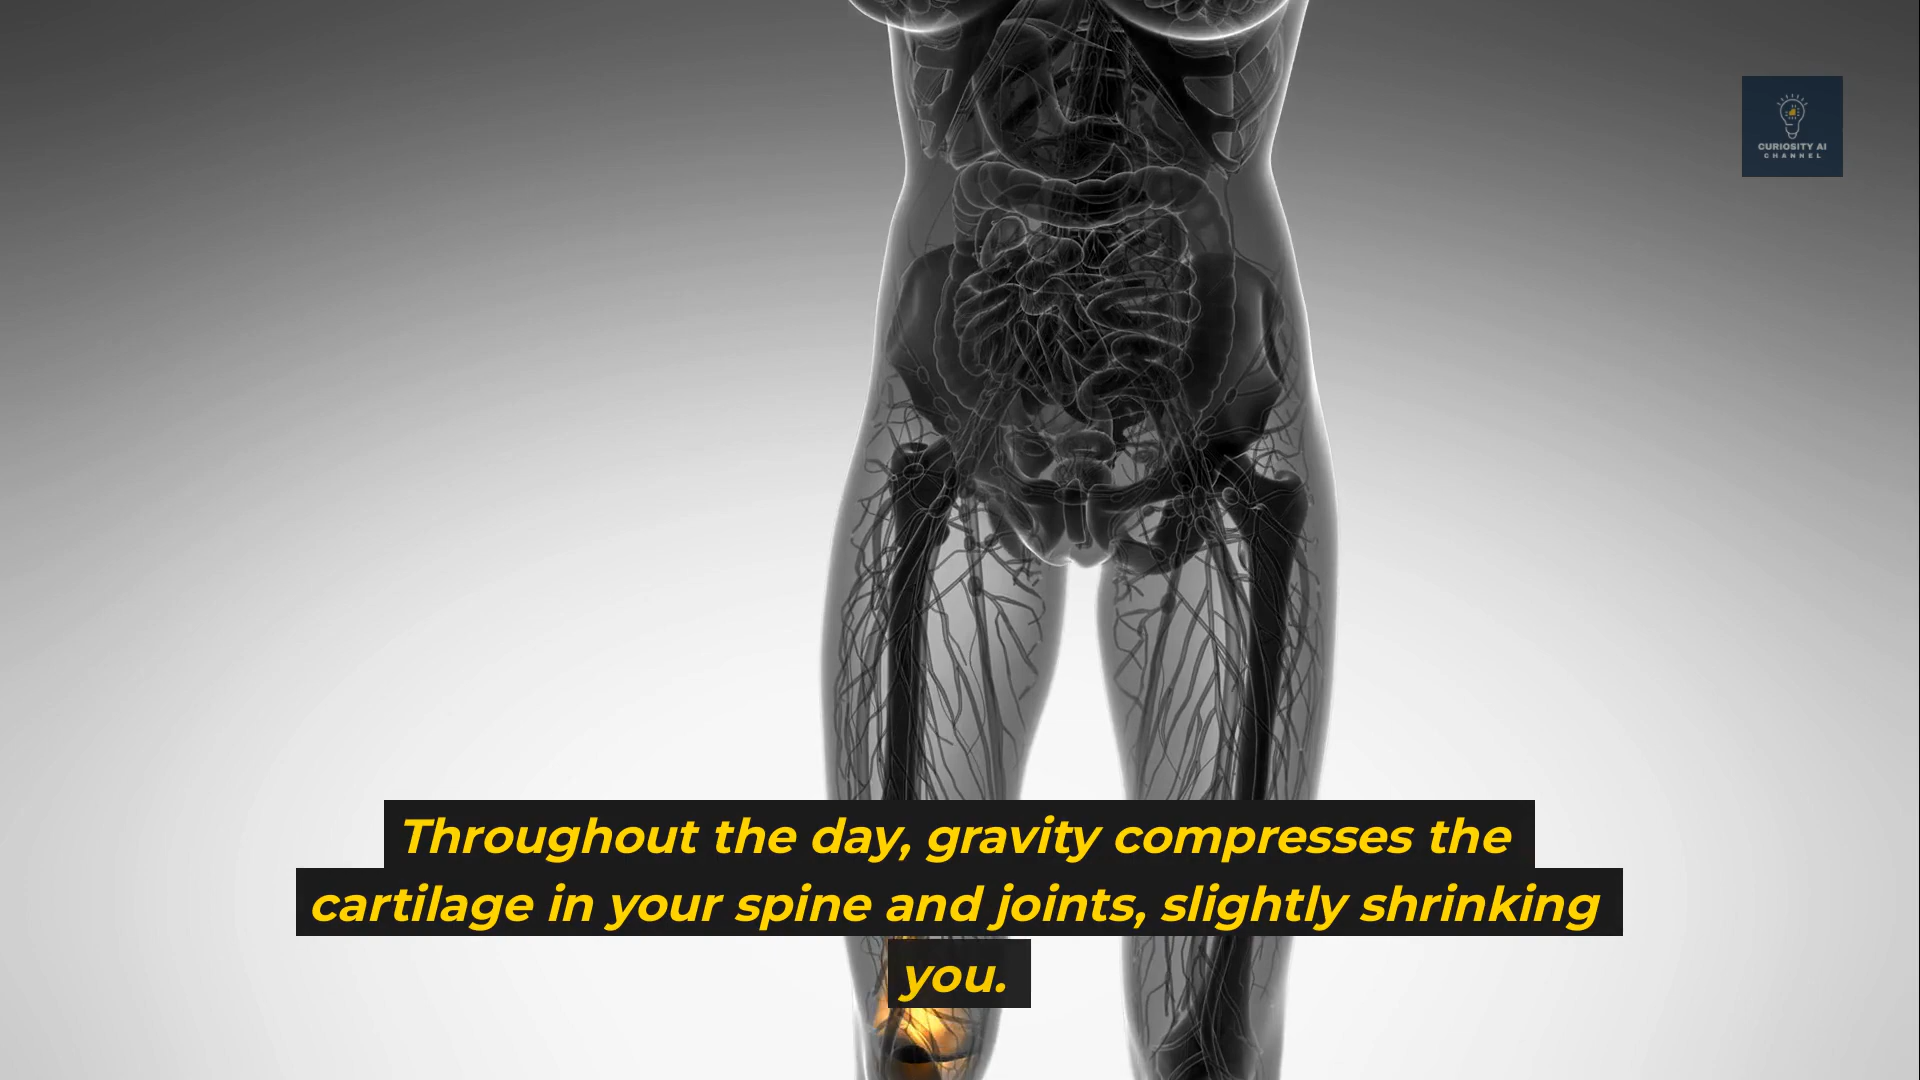 CURIOSITY AI
CHANNEL
Throughout the day, gravity compresses the
cartilage in your spine and joints, slightly shrinking
you.